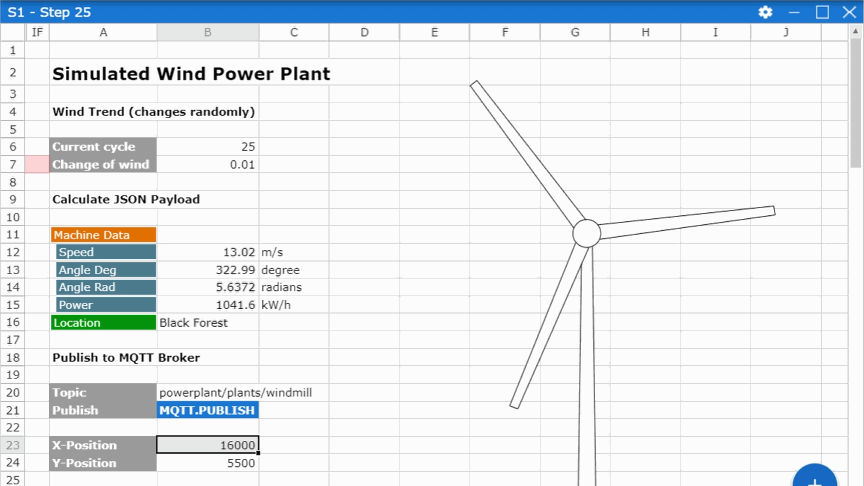 S1 - Step 25
IF A B C D E F G H I J
1
2 Simulated Wind Power Plant
3
4 Wind Trend (changes randomly)
5
6 Current cycle 25
7 Change of wind 0.01
8
9 Calculate JSON Payload
10
11 Machine Data
12 Speed 13.02 m/s
13 Angle Deg 322.99 degree
14 Angle Rad 5.6372 radians
15 Power 1041.6 kW/h
16 Location Black Forest
17
18 Publish to MQTT Broker
19
20 Topic powerplant/plants/windmill
21 Publish MQTT.PUBLISH
22
23 X-Position 16000
24 Y-Position 5500
25